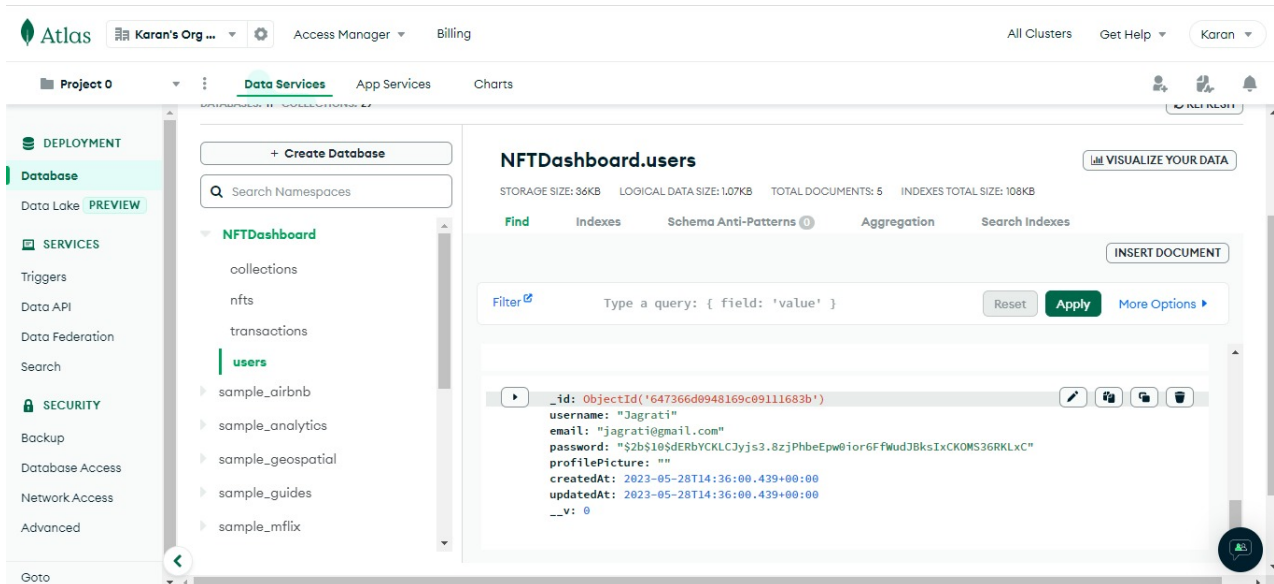 Atlas Karan's Org ... Access Manager Billing All Clusters Get Help Karan
Project 0 Data Services App Services Charts
DATABASES: 11 COLLECTIONS: 27 REFRESH
DEPLOYMENT
Database
Data Lake PREVIEW
SERVICES
Triggers
Data API
Data Federation
Search
SECURITY
Backup
Database Access
Network Access
Advanced
Goto
+ Create Database
Search Namespaces
NFTDashboard
collections
nfts
transactions
users
sample_airbnb
sample_analytics
sample_geospatial
sample_guides
sample_mflix
NFTDashboard.users
VISUALIZE YOUR DATA
STORAGE SIZE: 36KB LOGICAL DATA SIZE: 1.07KB TOTAL DOCUMENTS: 5 INDEXES TOTAL SIZE: 108KB
Find Indexes Schema Anti-Patterns 0 Aggregation Search Indexes
INSERT DOCUMENT
Filter Type a query: { field: 'value' } Reset Apply More Options
_id: ObjectId('647366d0948169c09111683b')
username: "Jagrati"
email: "jagrati@gmail.com"
password: "$2b$10$dERbYCKLCJyjs3.8zjPhbeEpw0ior6FfWudJBksIxCKOMS36RKLxC"
profilePicture: ""
createdAt: 2023-05-28T14:36:00.439+00:00
updatedAt: 2023-05-28T14:36:00.439+00:00
__v: 0